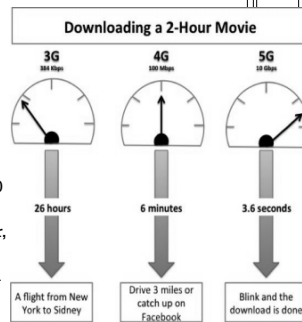 Downloading a 2-Hour Movie
3G
384 Kbps
4G
100 Mbps
5G
10 Gbps
26 hours
6 minutes
3.6 seconds
A flight from New
York to Sidney
Drive 3 miles or
catch up on
Facebook
Blink and the
download is done